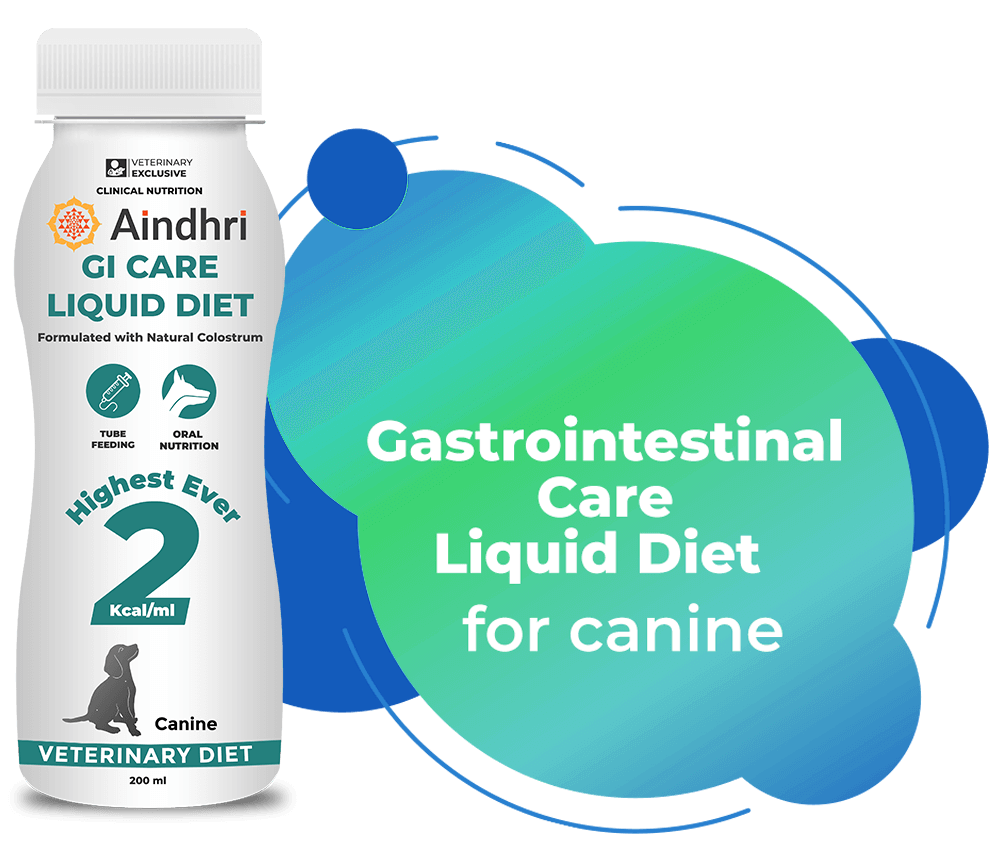 VETERINARY
EXCLUSIVE
CLINICAL NUTRITION
Aindhri
GI CARE
LIQUID DIET
Formulated with Natural Colostrum
TUBE
FEEDING
ORAL
NUTRITION
Highest Ever
2
Kcal/ml
Canine
VETERINARY DIET
200 ml
Gastrointestinal
Care
Liquid Diet
for canine